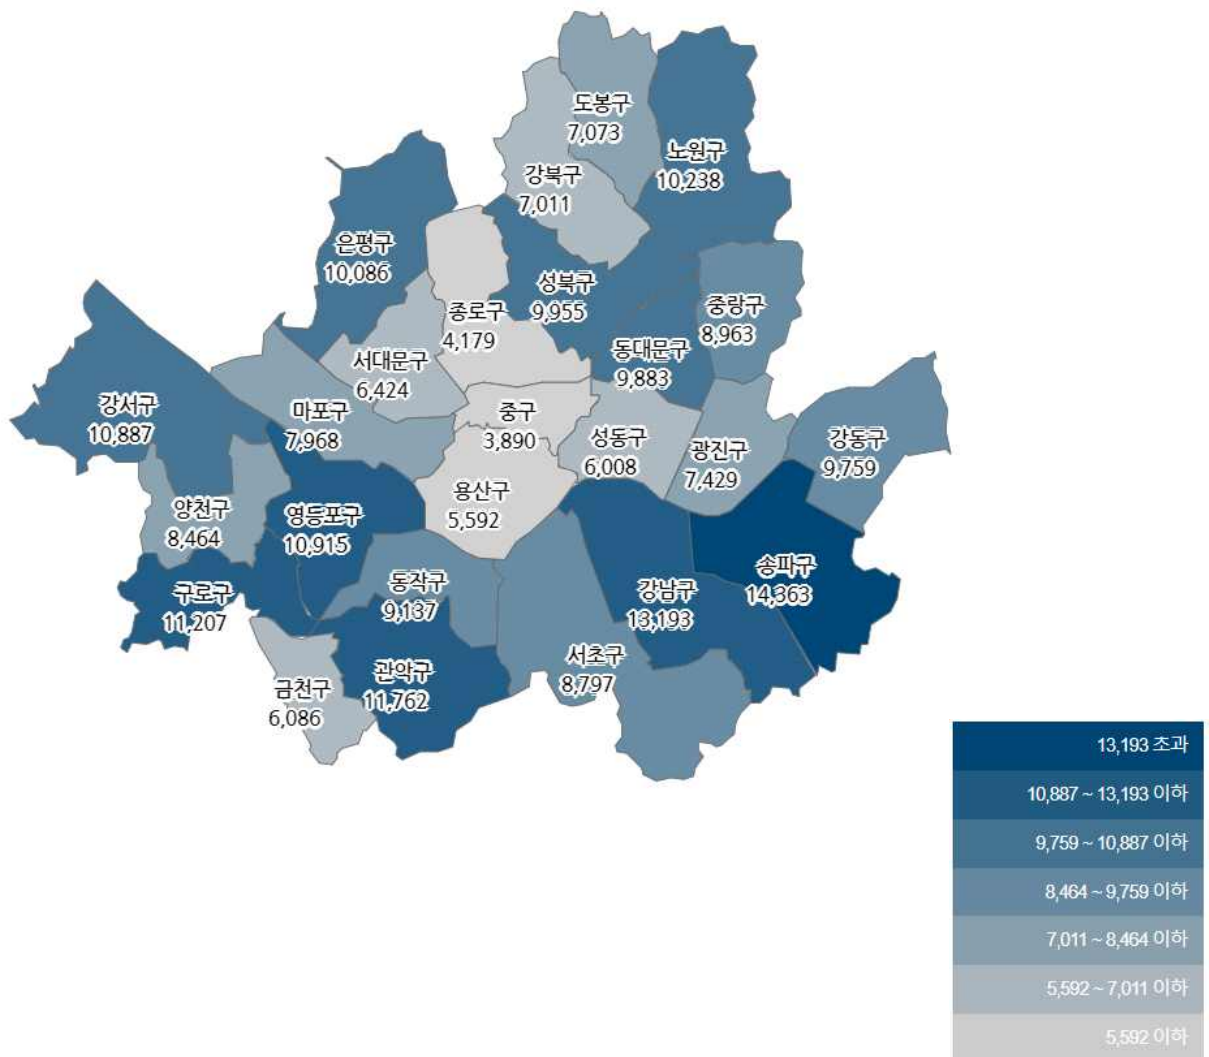 도봉구
7,073
노원구
10,238
강북구
7,011
은평구
10,086
성북구
9,955
종로구
4,179
중랑구
8,963
서대문구
6,424
동대문구
9,883
강서구
10,887
마포구
7,968
중구
3,890
성동구
6,008
광진구
7,429
강동구
9,759
양천구
8,464
영등포구
10,915
용산구
5,592
구로구
11,207
동작구
9,137
강남구
13,193
송파구
14,363
금천구
6,086
관악구
11,762
서초구
8,797
13,193 초과
10,887 ~ 13,193 이하
9,759 ~ 10,887 이하
8,464 ~ 9,759 이하
7,011 ~ 8,464 이하
5,592 ~ 7,011 이하
5,592 이하